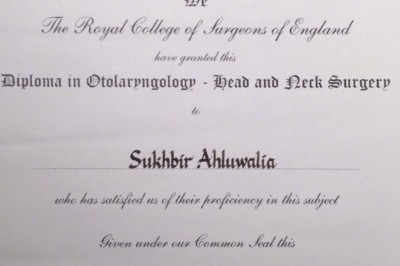 We
The Royal College of Surgeons of England
have granted this
Diploma in Otolaryngology - Head and Neck Surgery
to
Sukhbir Ahluwalia
who has satisfied us of their proficiency in this subject
Given under our Common Seal this